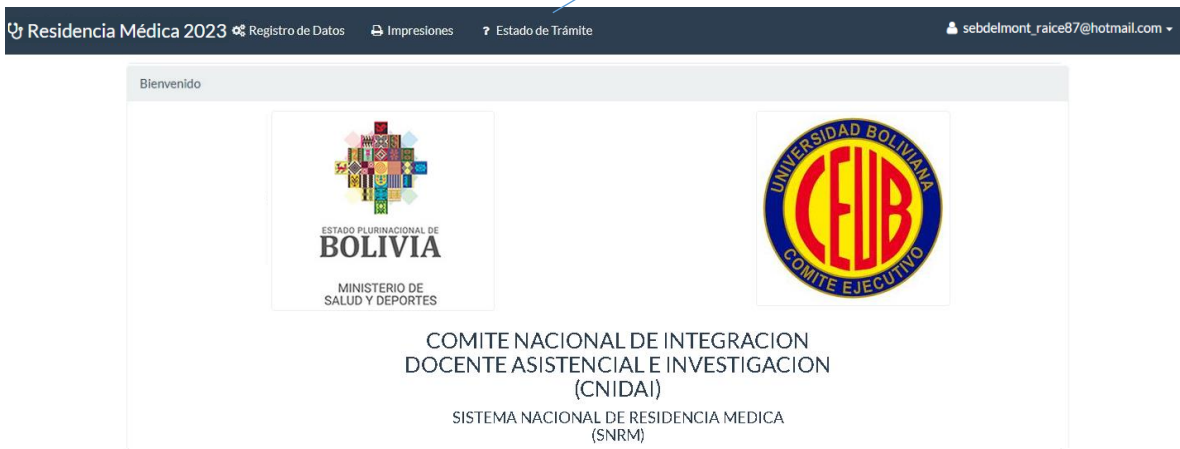 Residencia Médica 2023 Registro de Datos Impresiones ? Estado de Trámite sebdelmont_raice87@hotmail.com
Bienvenido
ESTADO PLURINACIONAL DE
BOLIVIA
MINISTERIO DE
SALUD Y DEPORTES
UNIVERSIDAD BOLIVIANA
CEUB
COMITE EJECUTIVO
COMITE NACIONAL DE INTEGRACION
DOCENTE ASISTENCIAL E INVESTIGACION
(CNIDAI)
SISTEMA NACIONAL DE RESIDENCIA MEDICA
(SNRM)